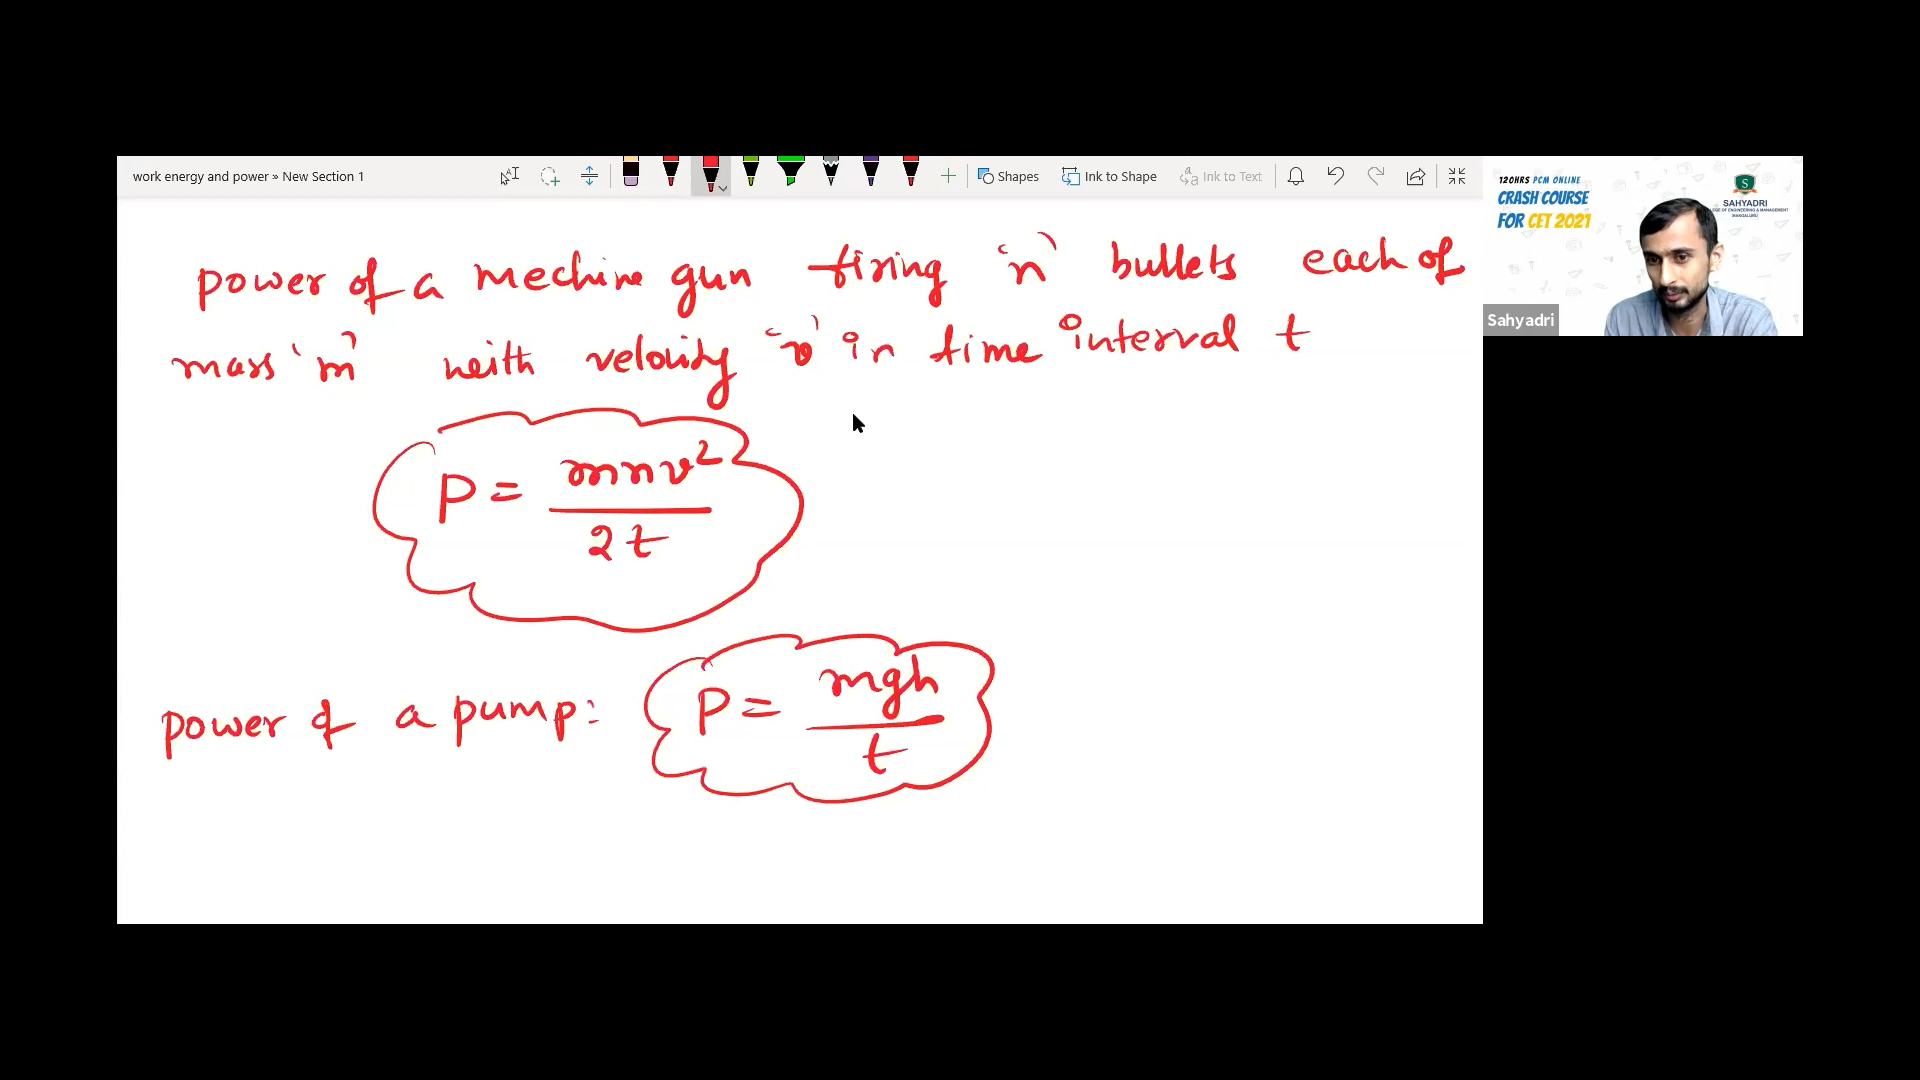 work energy and power » New Section 1
Shapes
Ink to Shape
Ink to Text
120HRS PCM ONLINE
CRASH COURSE
FOR CET 2021
S
SAHYADRI
Sahyadri
power of a mechine gun firing 'n' bullets each of
mass 'm' with velocity 'v' in time interval t
P = mnv²/2t
power of a pump: P = mgh/t